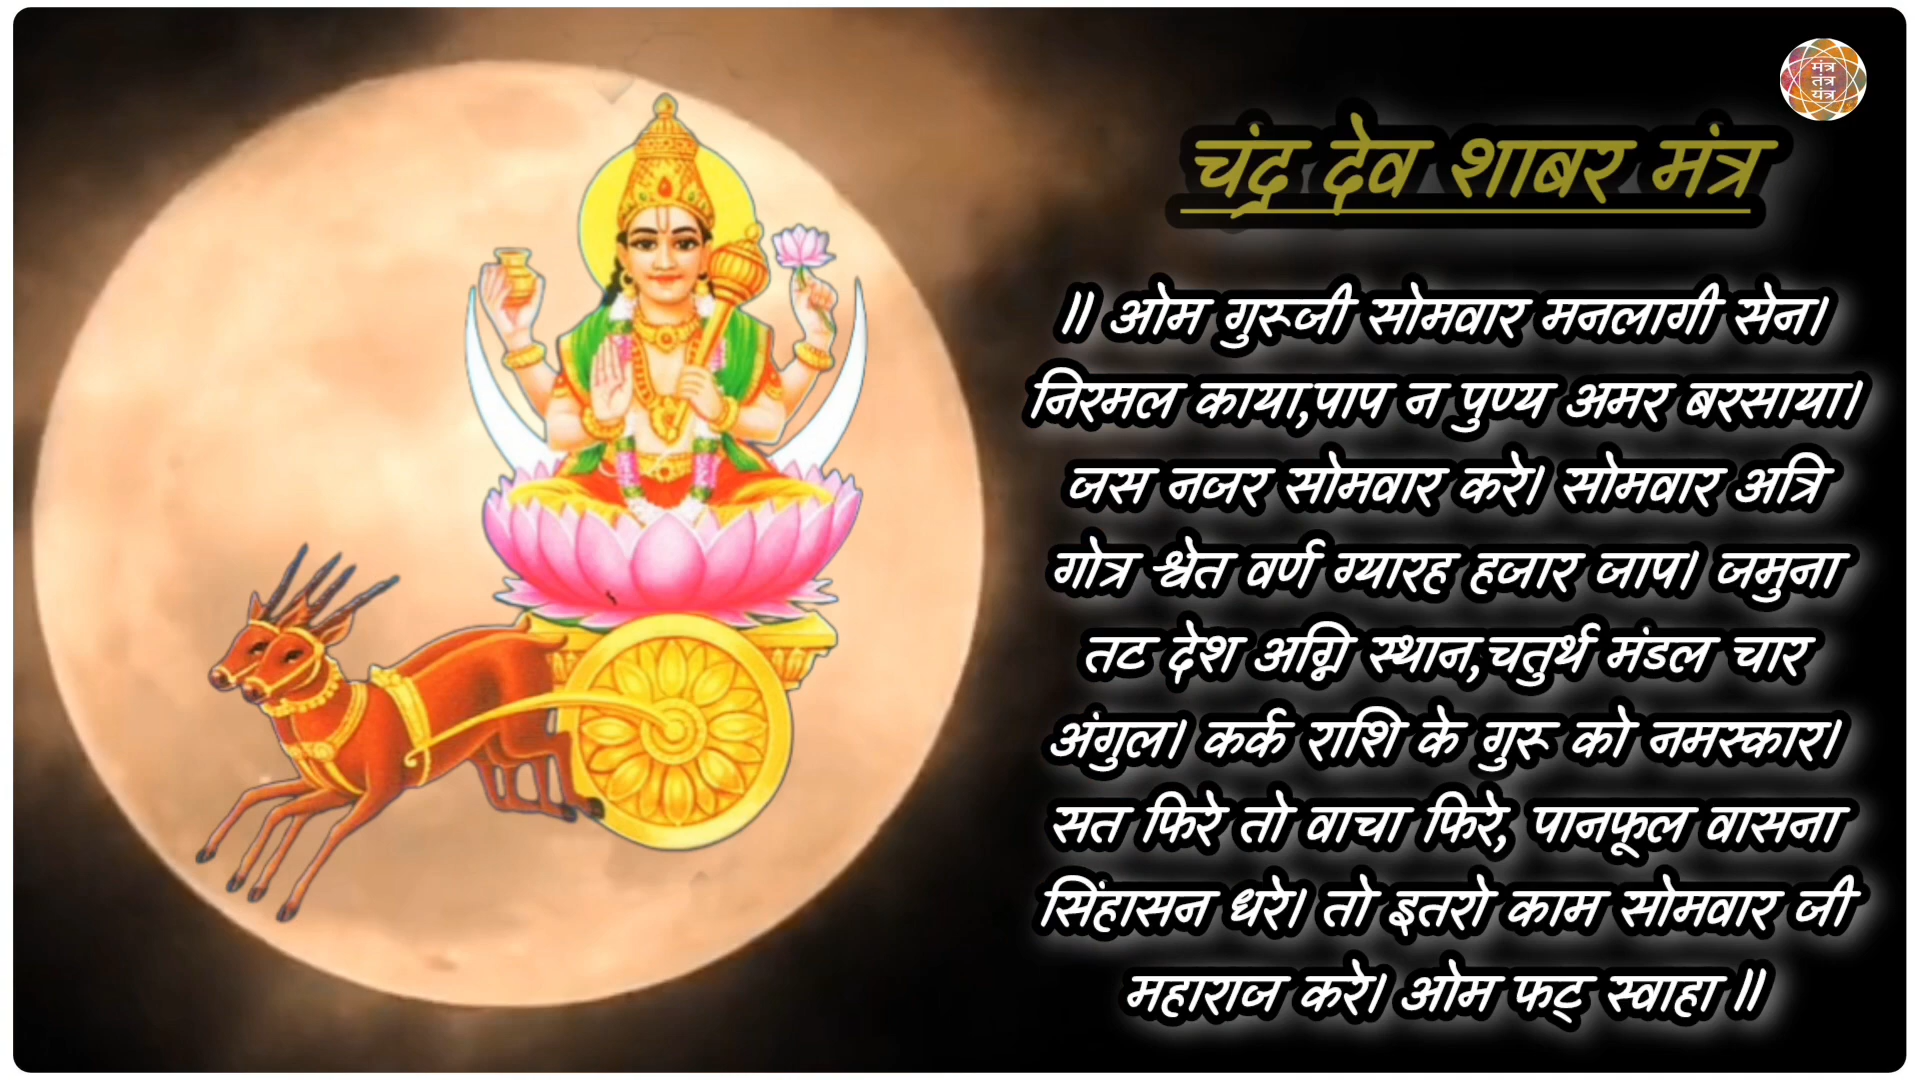 मंत्र
तंत्र
यंत्र
चंद्र देव शाबर मंत्र
॥ ओम गुरूजी सोमवार मनलागी सेन।
निरमल काया,पाप न पुण्य अमर बरसाया।
जस नजर सोमवार करे। सोमवार अत्रि
गोत्र श्वेत वर्ण ग्यारह हजार जाप। जमुना
तट देश अग्नि स्थान,चतुर्थ मंडल चार
अंगुल। कर्क राशि के गुरू को नमस्कार।
सत फिरे तो वाचा फिरे, पानफूल वासना
सिंहासन धरे। तो इतरो काम सोमवार जी
महाराज करे। ओम फट् स्वाहा ॥